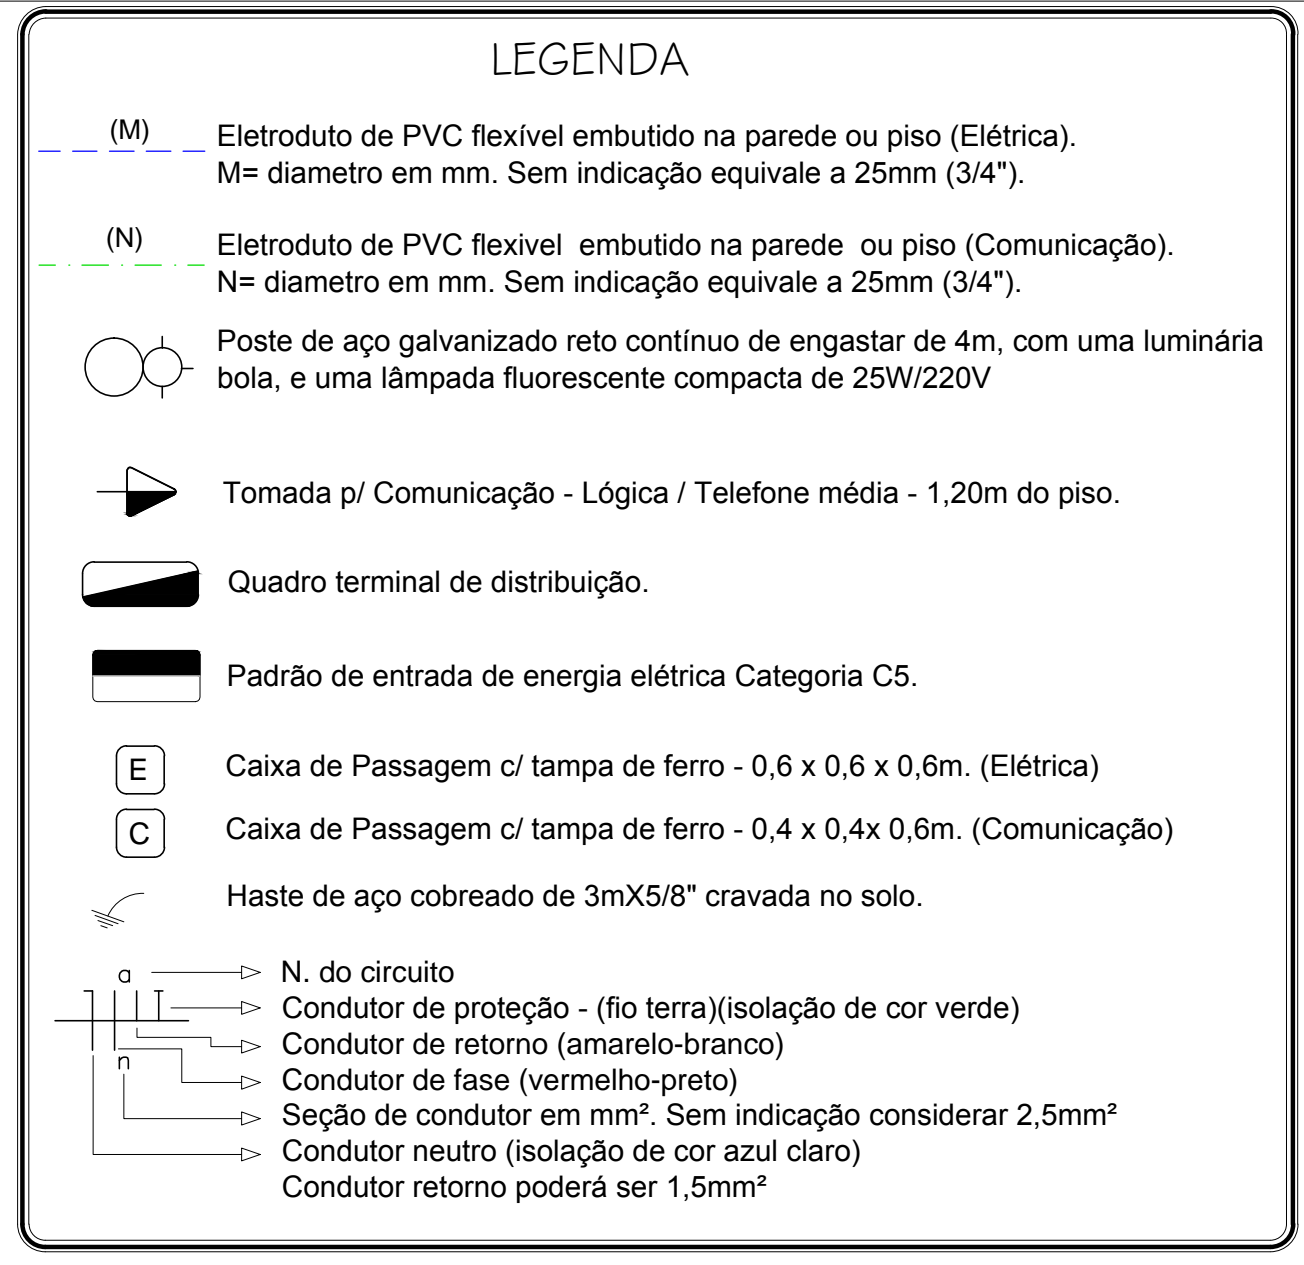 LEGENDA
(M)
Eletroduto de PVC flexível embutido na parede ou piso (Elétrica).
M= diametro em mm. Sem indicação equivale a 25mm (3/4").
(N)
Eletroduto de PVC flexivel embutido na parede ou piso (Comunicação).
N= diametro em mm. Sem indicação equivale a 25mm (3/4").
Poste de aço galvanizado reto contínuo de engastar de 4m, com uma luminária
bola, e uma lâmpada fluorescente compacta de 25W/220V
Tomada p/ Comunicação - Lógica / Telefone média - 1,20m do piso.
Quadro terminal de distribuição.
Padrão de entrada de energia elétrica Categoria C5.
E
Caixa de Passagem c/ tampa de ferro - 0,6 x 0,6 x 0,6m. (Elétrica)
C
Caixa de Passagem c/ tampa de ferro - 0,4 x 0,4x 0,6m. (Comunicação)
Haste de aço cobreado de 3mX5/8" cravada no solo.
a
N. do circuito
Condutor de proteção - (fio terra)(isolação de cor verde)
Condutor de retorno (amarelo-branco)
n
Condutor de fase (vermelho-preto)
Seção de condutor em mm². Sem indicação considerar 2,5mm²
Condutor neutro (isolação de cor azul claro)
Condutor retorno poderá ser 1,5mm²